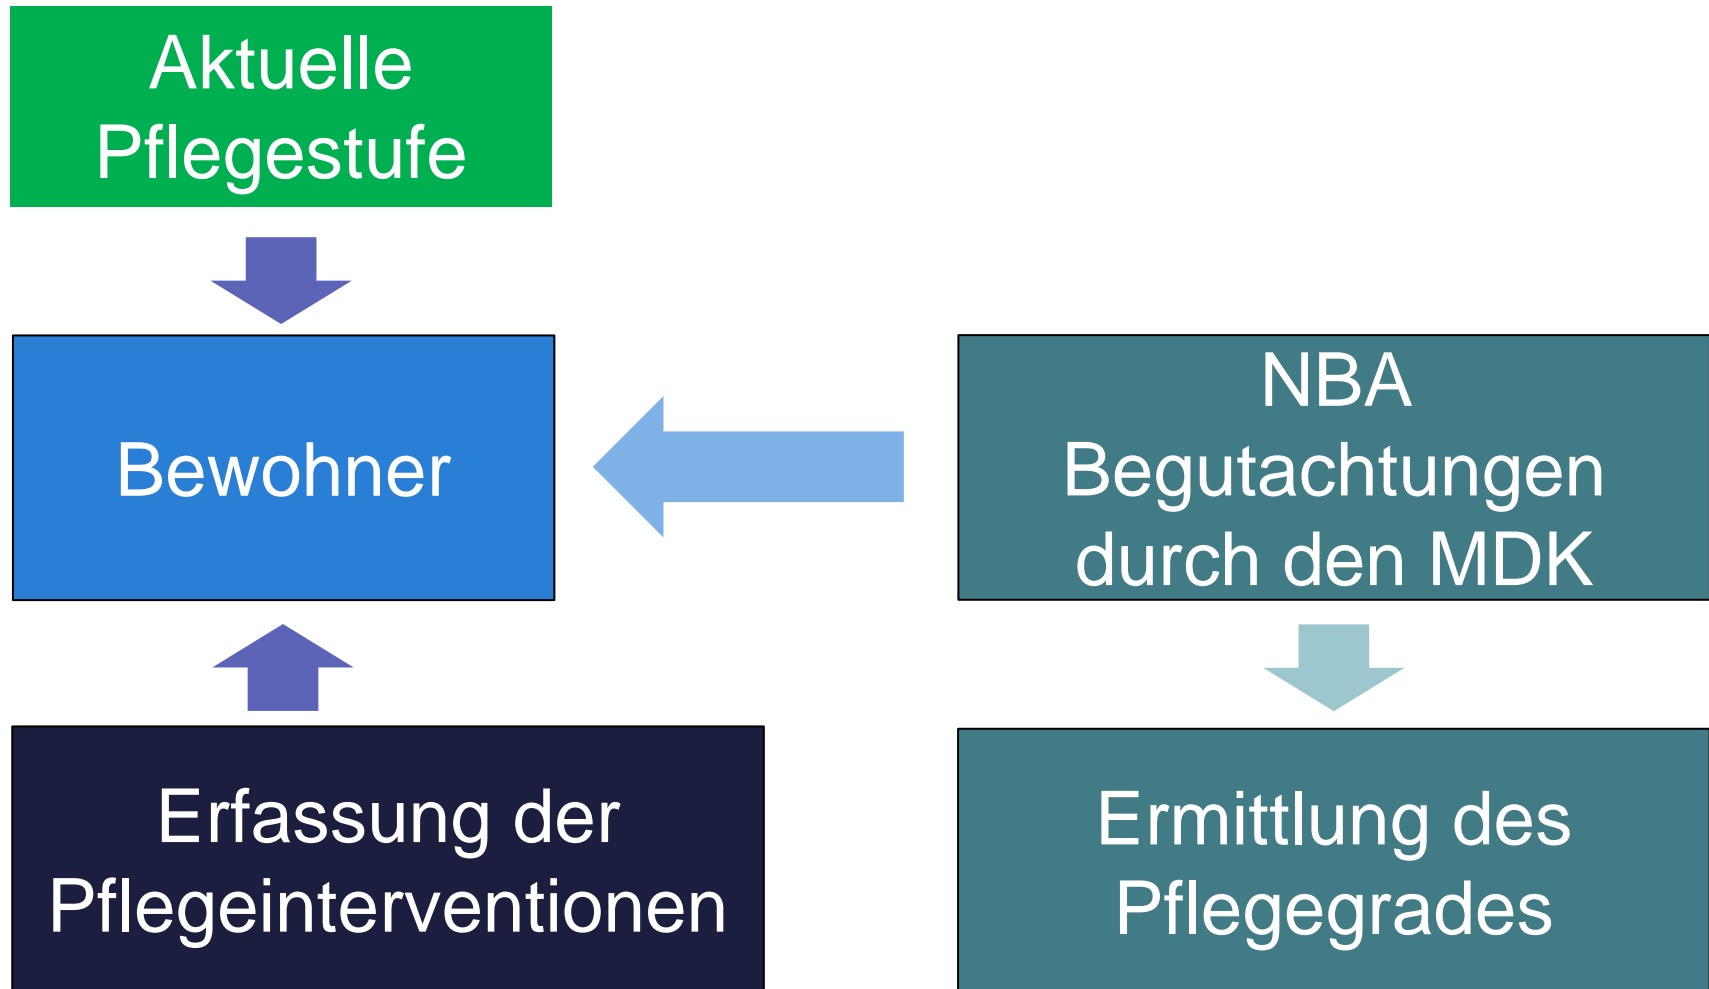 Aktuelle
Pflegestufe
Bewohner
NBA
Begutachtungen
durch den MDK
Erfassung der
Pflegeinterventionen
Ermittlung des
Pflegegrades